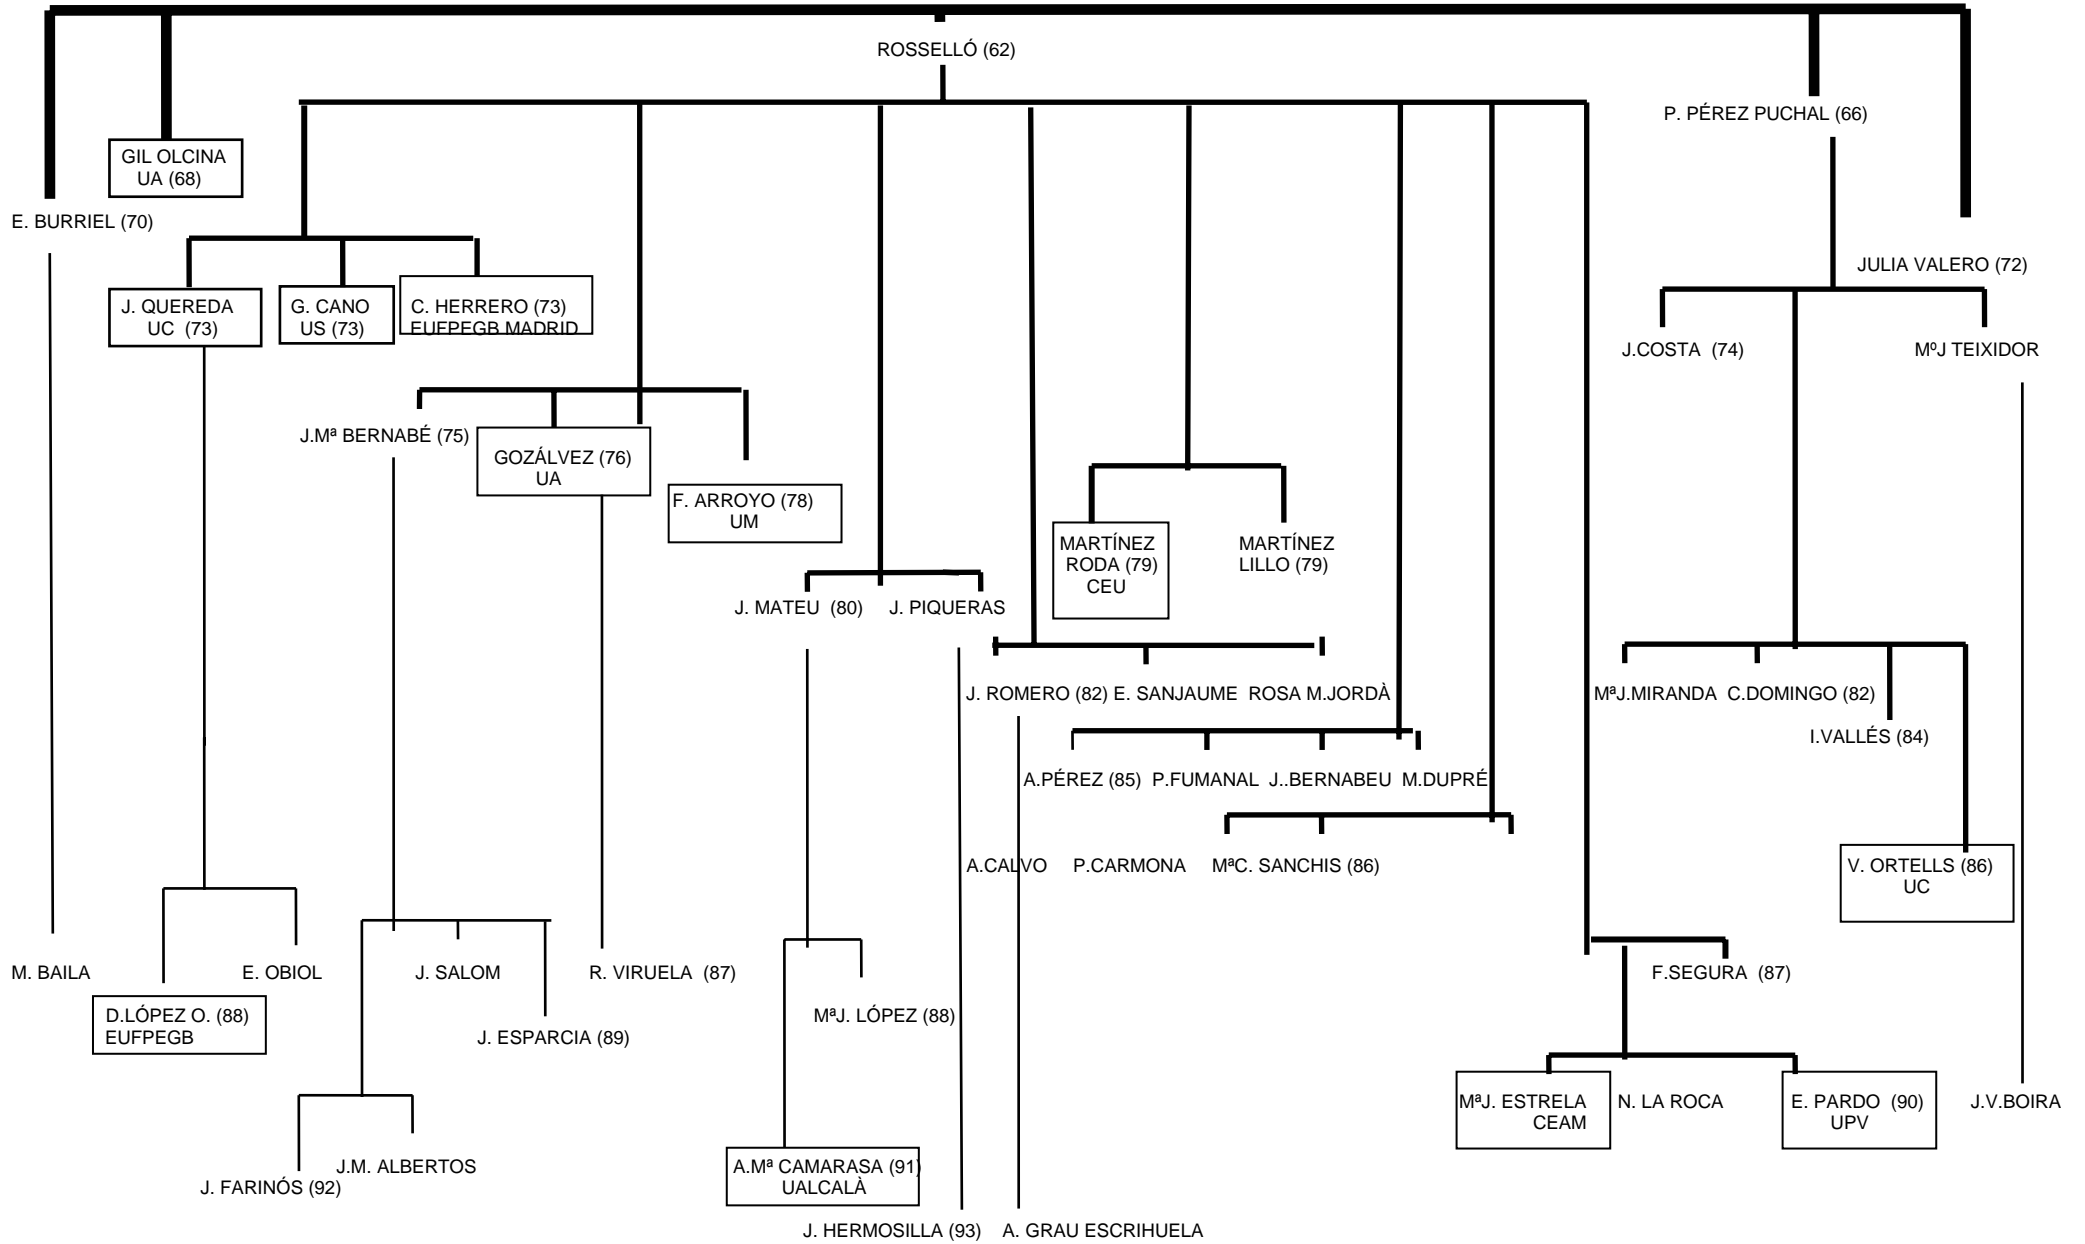 ROSSELLÓ (62)
P. PÉREZ PUCHAL (66)
GIL OLCINA
UA (68)
E. BURRIEL (70)
JULIA VALERO (72)
J. QUEREDA
UC (73)
G. CANO
US (73)
C. HERRERO (73)
EUFPEGB MADRID
J.COSTA (74)
MºJ TEIXIDOR
J.Mª BERNABÉ (75)
GOZÁLVEZ (76)
UA
F. ARROYO (78)
UM
MARTÍNEZ
RODA (79)
CEU
MARTÍNEZ
LILLO (79)
J. MATEU (80)
J. PIQUERAS
J. ROMERO (82) E. SANJAUME ROSA M.JORDÀ
MªJ.MIRANDA C.DOMINGO (82)
I.VALLÉS (84)
A.PÉREZ (85) P.FUMANAL J..BERNABEU M.DUPRÉ
A.CALVO P.CARMONA MªC. SANCHIS (86)
V. ORTELLS (86)
UC
M. BAILA
E. OBIOL
J. SALOM
R. VIRUELA (87)
F.SEGURA (87)
D.LÓPEZ O. (88)
EUFPEGB
J. ESPARCIA (89)
MªJ. LÓPEZ (88)
MªJ. ESTRELA
CEAM
N. LA ROCA
E. PARDO (90)
UPV
J.V.BOIRA
J.M. ALBERTOS
J. FARINÓS (92)
A.Mª CAMARASA (91)
UALCALÀ
J. HERMOSILLA (93)
A. GRAU ESCRIHUELA